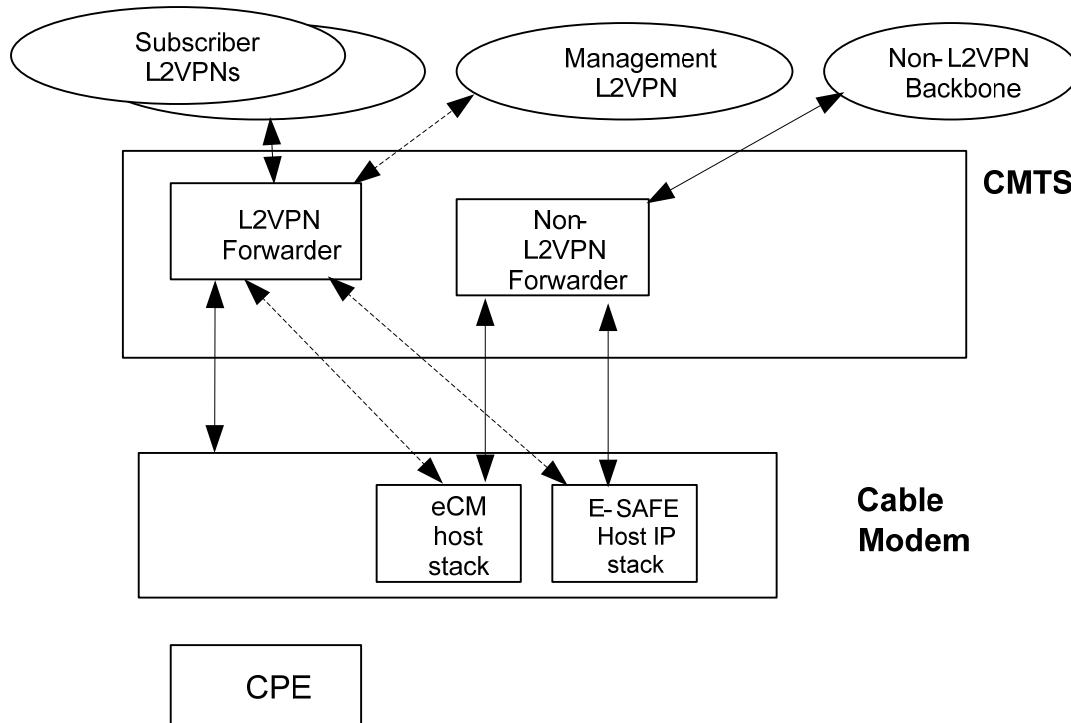 Subscriber
L2VPNs
Management
L2VPN
Non-L2VPN
Backbone
CMTS
L2VPN
Forwarder
Non-
L2VPN
Forwarder
eCM
host
stack
E-SAFE
Host IP
stack
Cable
Modem
CPE